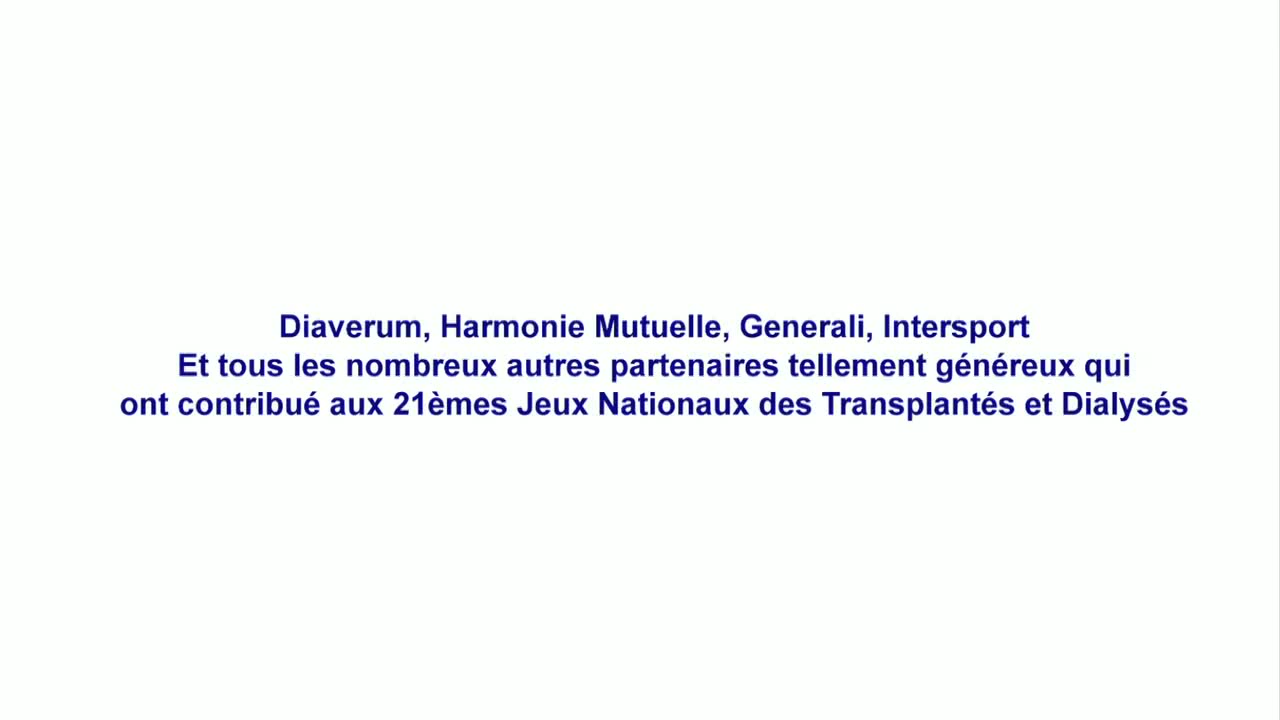 Diaverum, Harmonie Mutuelle, Generali, Intersport
Et tous les nombreux autres partenaires tellement généreux qui
ont contribué aux 21èmes Jeux Nationaux des Transplantés et Dialysés